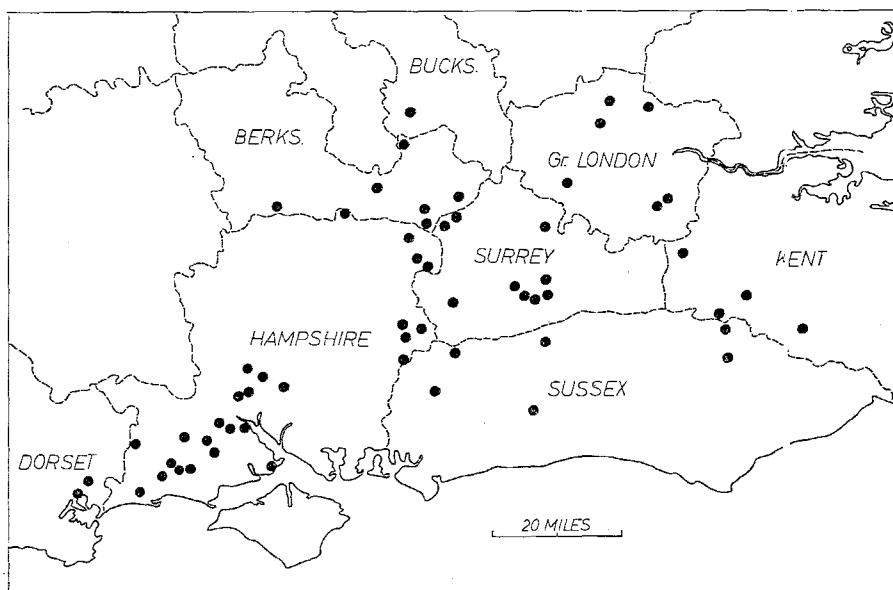 BUCKS.
BERKS.
Gr. LONDON
SURREY
KENT
HAMPSHIRE
SUSSEX
DORSET
20 MILES